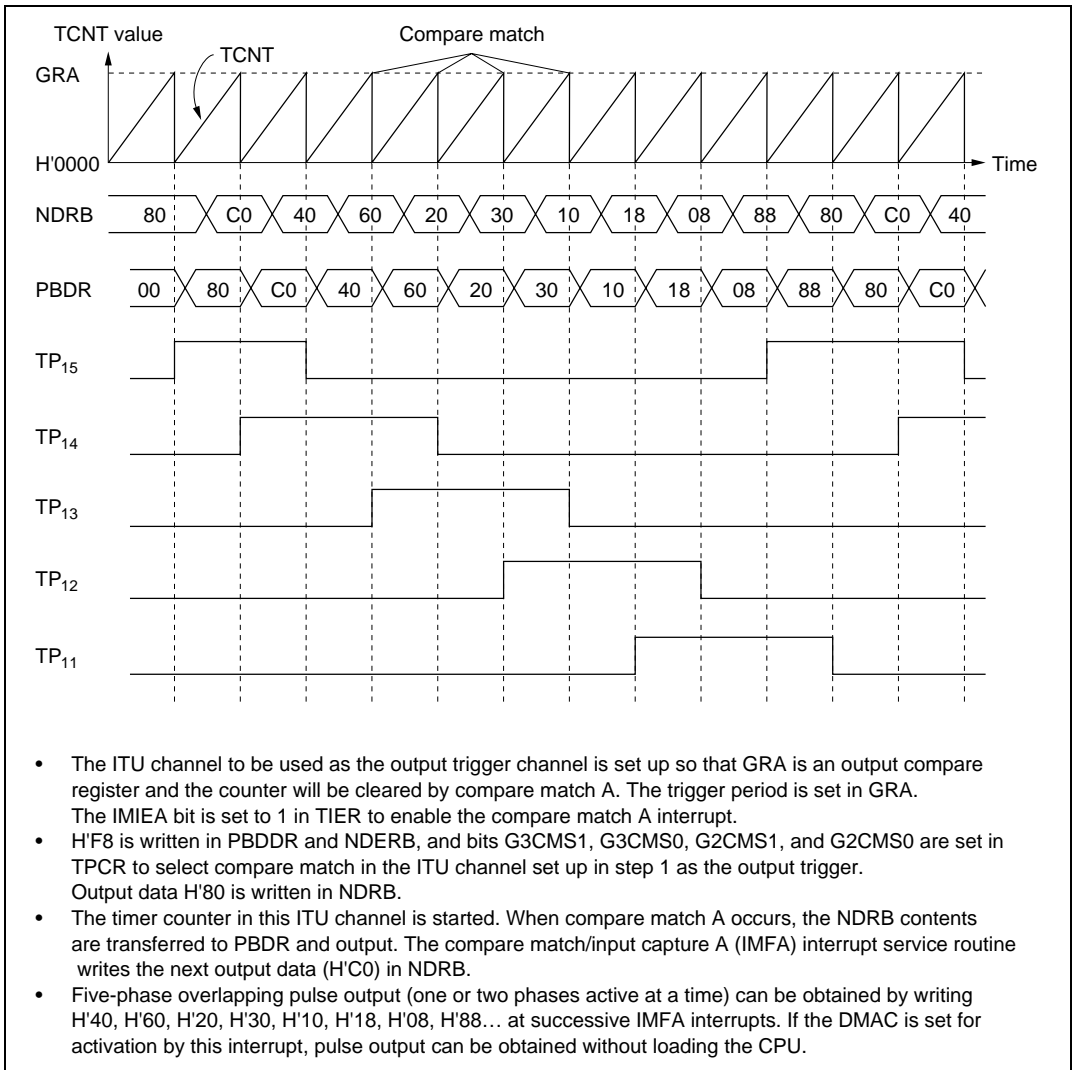 TCNT value
Compare match
TCNT
GRA
H'0000
Time
NDRB 80 C0 40 60 20 30 10 18 08 88 80 C0 40
PBDR 00 80 C0 40 60 20 30 10 18 08 88 80 C0
TP15
TP14
TP13
TP12
TP11
• The ITU channel to be used as the output trigger channel is set up so that GRA is an output compare
register and the counter will be cleared by compare match A. The trigger period is set in GRA.
The IMIEA bit is set to 1 in TIER to enable the compare match A interrupt.
• H'F8 is written in PBDDR and NDERB, and bits G3CMS1, G3CMS0, G2CMS1, and G2CMS0 are set in
TPCR to select compare match in the ITU channel set up in step 1 as the output trigger.
Output data H'80 is written in NDRB.
• The timer counter in this ITU channel is started. When compare match A occurs, the NDRB contents
are transferred to PBDR and output. The compare match/input capture A (IMFA) interrupt service routine
writes the next output data (H'C0) in NDRB.
• Five-phase overlapping pulse output (one or two phases active at a time) can be obtained by writing
H'40, H'60, H'20, H'30, H'10, H'18, H'08, H'88… at successive IMFA interrupts. If the DMAC is set for
activation by this interrupt, pulse output can be obtained without loading the CPU.